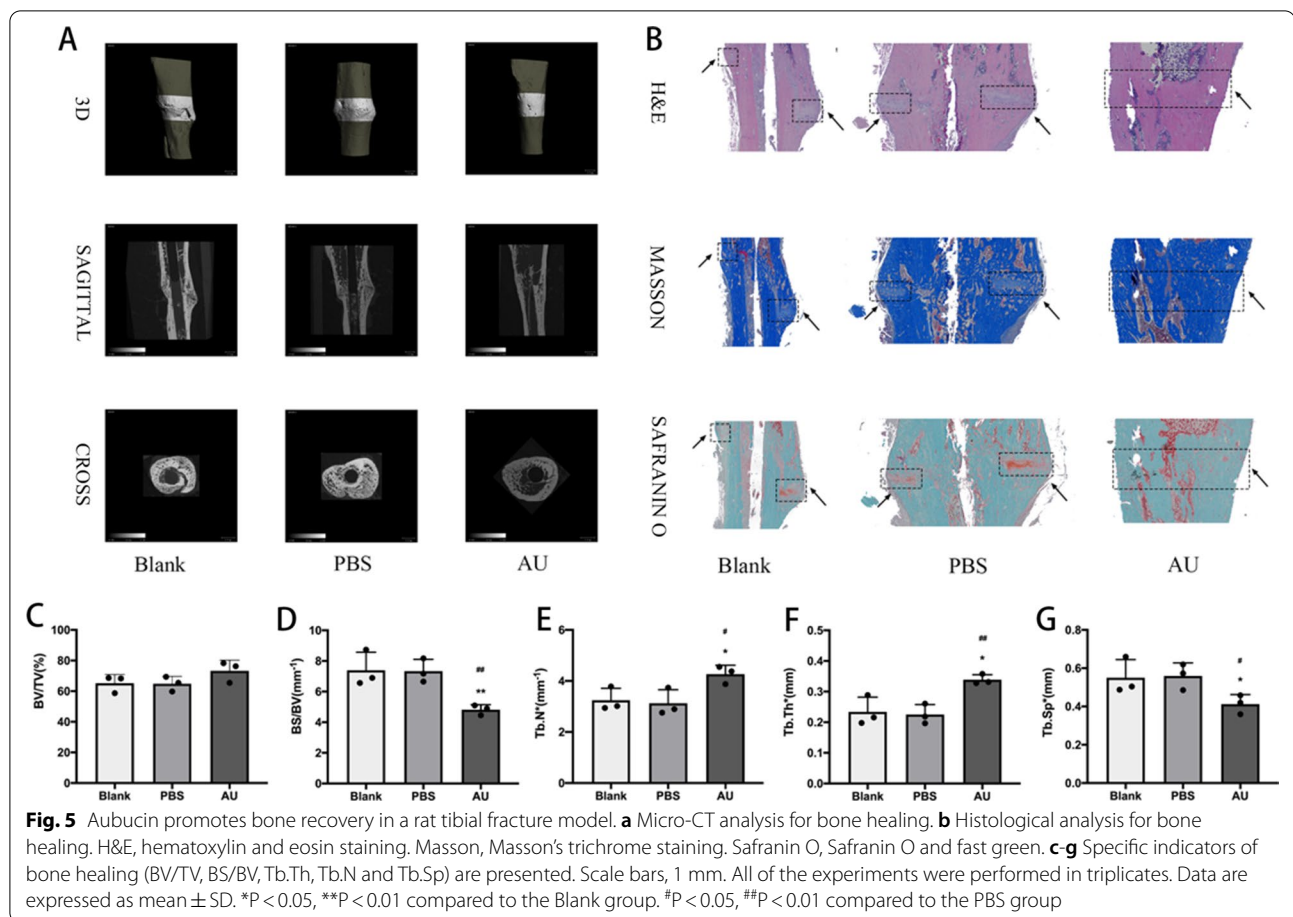 A
B
3D
SAGITTAL
CROSS
Blank
PBS
AU
H&E
MASSON
SAFRANIN O
Blank
PBS
AU
C
BV/TV(%)
100
80
60
40
20
0
Blank
PBS
AU
D
BS/BV(mm⁻¹)
10
8
6
4
2
0
##
**
Blank
PBS
AU
E
Tb.N*(mm⁻¹)
6
4
2
0
#
*
Blank
PBS
AU
F
Tb.Th*(mm)
0.5
0.4
0.3
0.2
0.1
0.0
##
*
Blank
PBS
AU
G
Tb.Sp*(mm)
0.8
0.6
0.4
0.2
0.0
#
*
Blank
PBS
AU
Fig. 5 Aubucin promotes bone recovery in a rat tibial fracture model. a Micro-CT analysis for bone healing. b Histological analysis for bone
healing. H&E, hematoxylin and eosin staining. Masson, Masson's trichrome staining. Safranin O, Safranin O and fast green. c-g Specific indicators of
bone healing (BV/TV, BS/BV, Tb.Th, Tb.N and Tb.Sp) are presented. Scale bars, 1 mm. All of the experiments were performed in triplicates. Data are
expressed as mean ± SD. *P < 0.05, **P < 0.01 compared to the Blank group. #P < 0.05, ##P < 0.01 compared to the PBS group